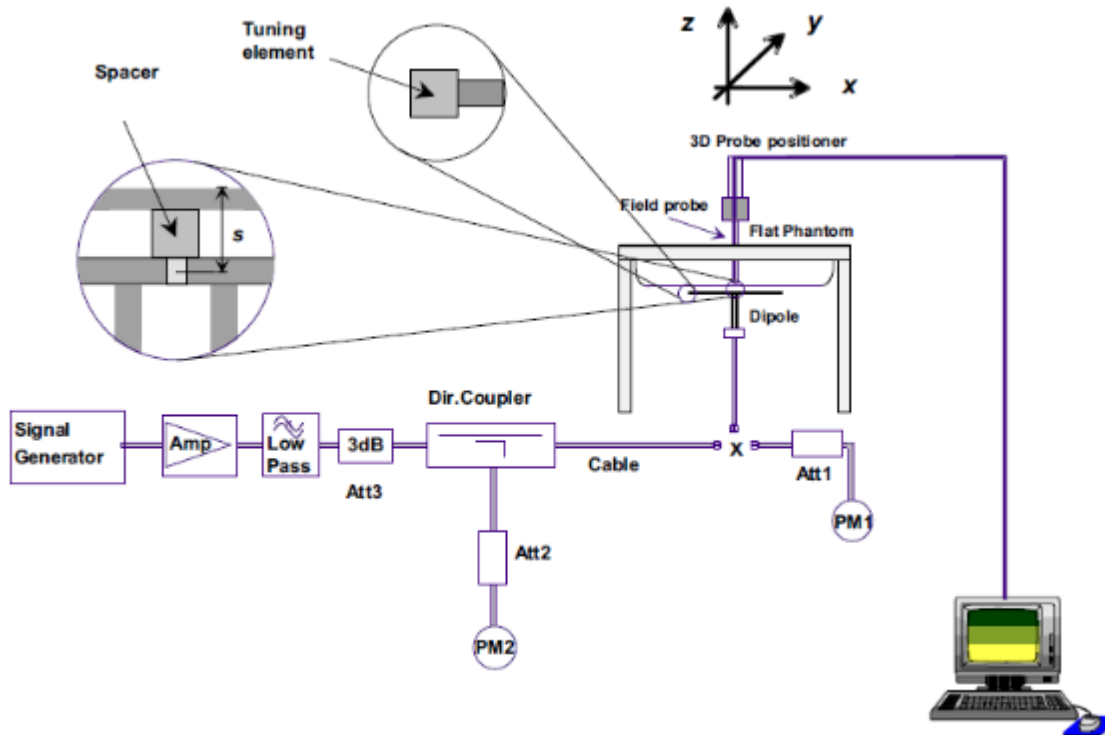 Tuning
element
Spacer
s
z
y
x
3D Probe positioner
Field probe
Flat Phantom
Dipole
Dir.Coupler
Signal
Generator
Amp
Low
Pass
3dB
Att3
Cable
X
Att1
PM1
Att2
PM2